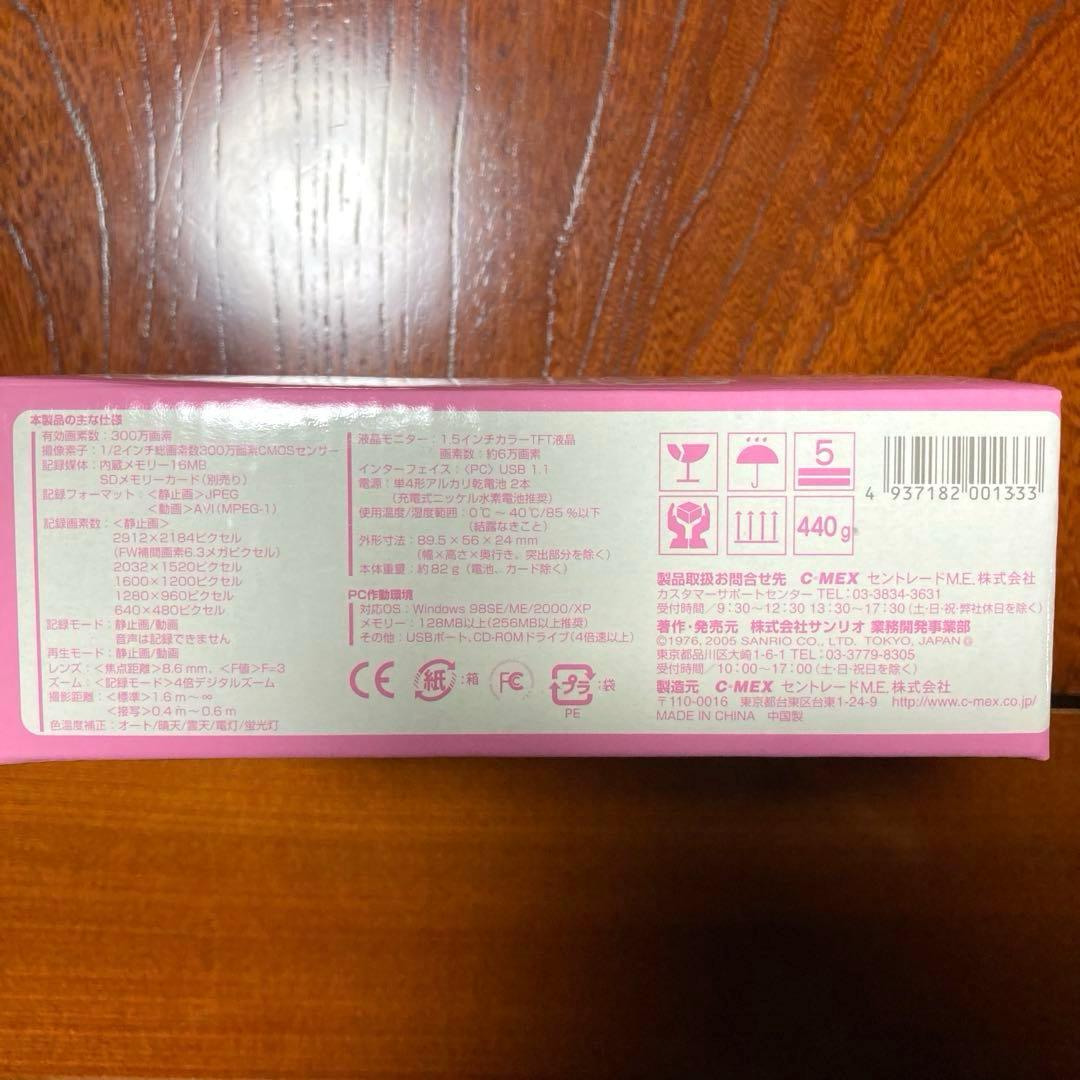 本製品の主な仕様
有効画素数：300万画素
撮像素子：1/2インチ総画素数300万画素CMOSセンサー
記録媒体：内蔵メモリー16MB
SDメモリーカード（別売り）
記録フォーマット：＜静止画＞JPEG
＜動画＞AVI（MPEG-1）
記録画素数：＜静止画＞
2912×2184ピクセル
（FW補間画素6.3メガピクセル）
2032×1520ピクセル
1600×1200ピクセル
1280×960ピクセル
640×480ピクセル
記録モード：静止画/動画
音声は記録できません
再生モード：静止画/動画
レンズ：＜焦点距離＞8.6mm、＜F値＞F=3
ズーム：＜記録モード＞4倍デジタルズーム
撮影距離：＜標準＞1.6m～∞
＜接写＞0.4m～0.6m
色温度補正：オート/晴天/曇天/電灯/蛍光灯
液晶モニター：1.5インチカラーTFT液晶
画素数：約6万画素
インターフェイス：〈PC〉USB 1.1
電源：単4形アルカリ乾電池 2本
（充電式ニッケル水素電池推奨）
使用温度/湿度範囲：0℃～40℃/85％以下
（結露なきこと）
外形寸法：89.5×56×24mm
（幅×高さ×奥行き、突出部分を除く）
本体重量：約82g（電池、カード除く）
PC作動環境
対応OS：Windows 98SE/ME/2000/XP
メモリー：128MB以上（256MB以上推奨）
その他：USBポート、CD-ROMドライブ（4倍速以上）
CE 紙：箱 FC プラ：袋
PE
5
440g
4 937182 001333
製品取扱お問合せ先 C-MEX セントレードM.E.株式会社
カスタマーサポートセンター TEL：03-3834-3631
受付時間／9：30～12：30 13：30～17：30（土・日・祝・弊社休日を除く）
著作・発売元 株式会社サンリオ 業務開発事業部
©1976, 2005 SANRIO CO., LTD. TOKYO, JAPAN Ⓗ
東京都品川区大崎1-6-1 TEL：03-3779-8305
受付時間／10：00～17：00（土・日・祝日を除く）
製造元 C-MEX セントレードM.E.株式会社
〒110-0016 東京都台東区台東1-24-9 http://www.c-mex.co.jp/
MADE IN CHINA 中国製